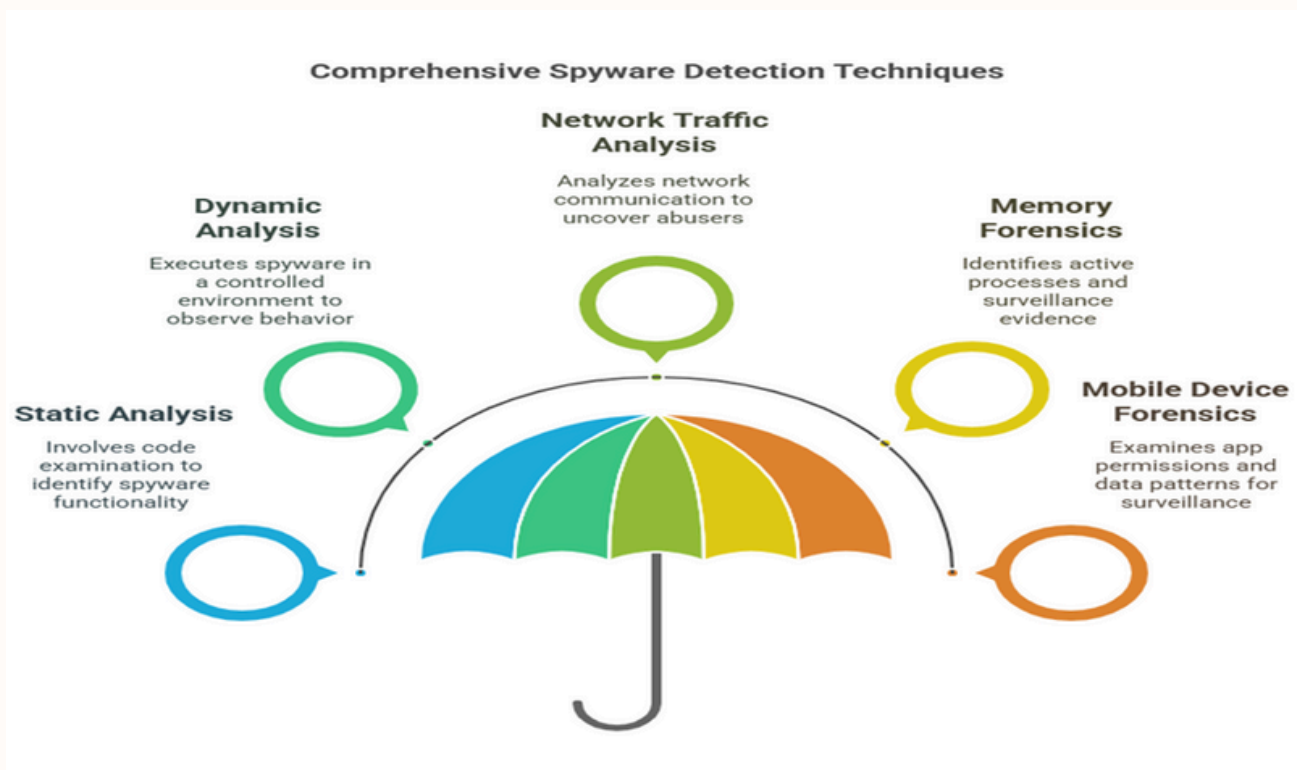 Comprehensive Spyware Detection Techniques
Network Traffic
Analysis
Analyzes network
communication to
uncover abusers
Dynamic
Analysis
Executes spyware in
a controlled
environment to
observe behavior
Memory
Forensics
Identifies active
processes and
surveillance
evidence
Static Analysis
Involves code
examination to
identify spyware
functionality
Mobile Device
Forensics
Examines app
permissions and
data patterns for
surveillance